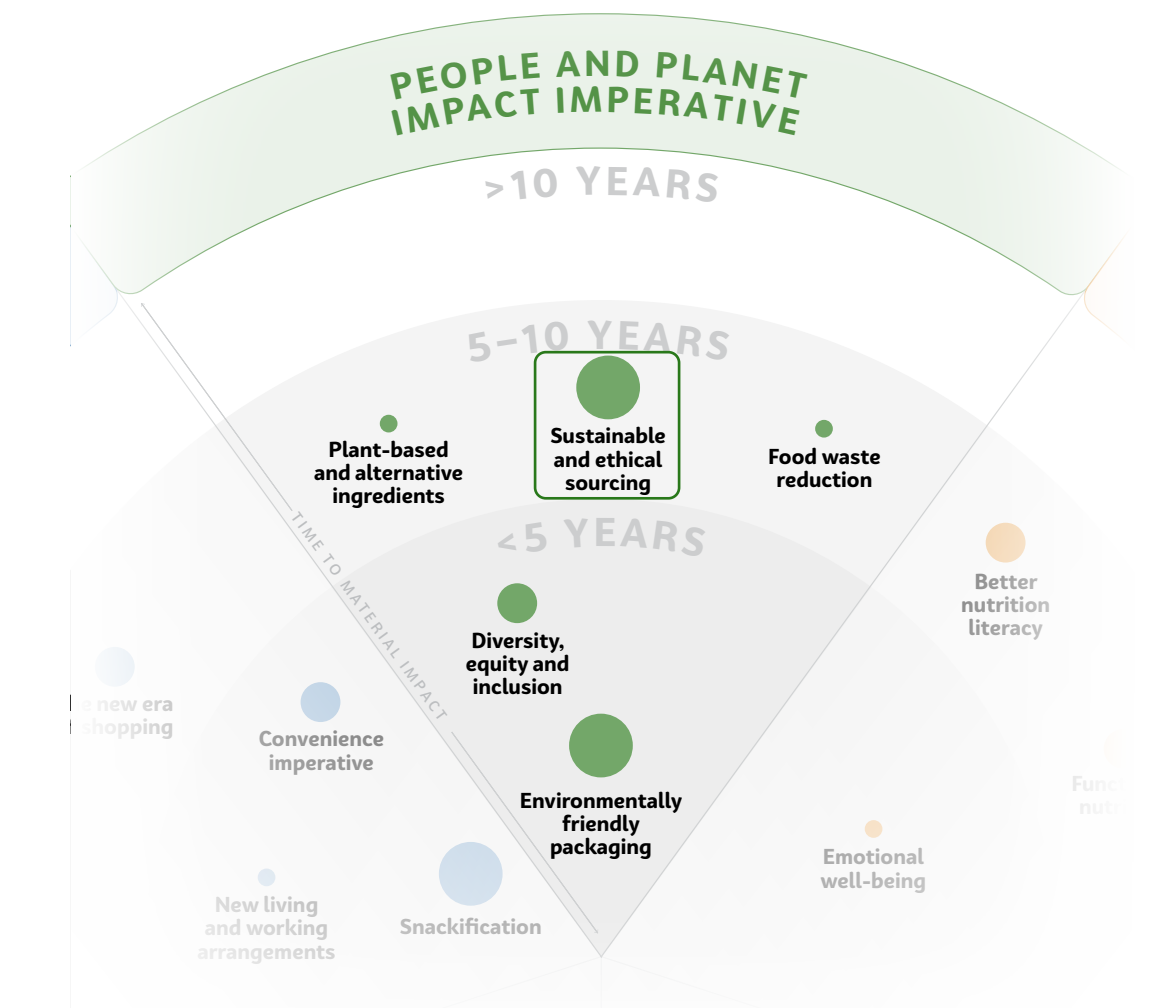 PEOPLE AND PLANET
IMPACT IMPERATIVE
>10 YEARS
5–10 YEARS
Sustainable
and ethical
sourcing
Plant-based
and alternative
ingredients
Food waste
reduction
<5 YEARS
TIME TO MATERIAL IMPACT
Better
nutrition
literacy
Diversity,
equity and
inclusion
new era
shopping
Convenience
imperative
Environmentally
friendly
packaging
Emotional
well-being
New living
and working
arrangements
Snackification